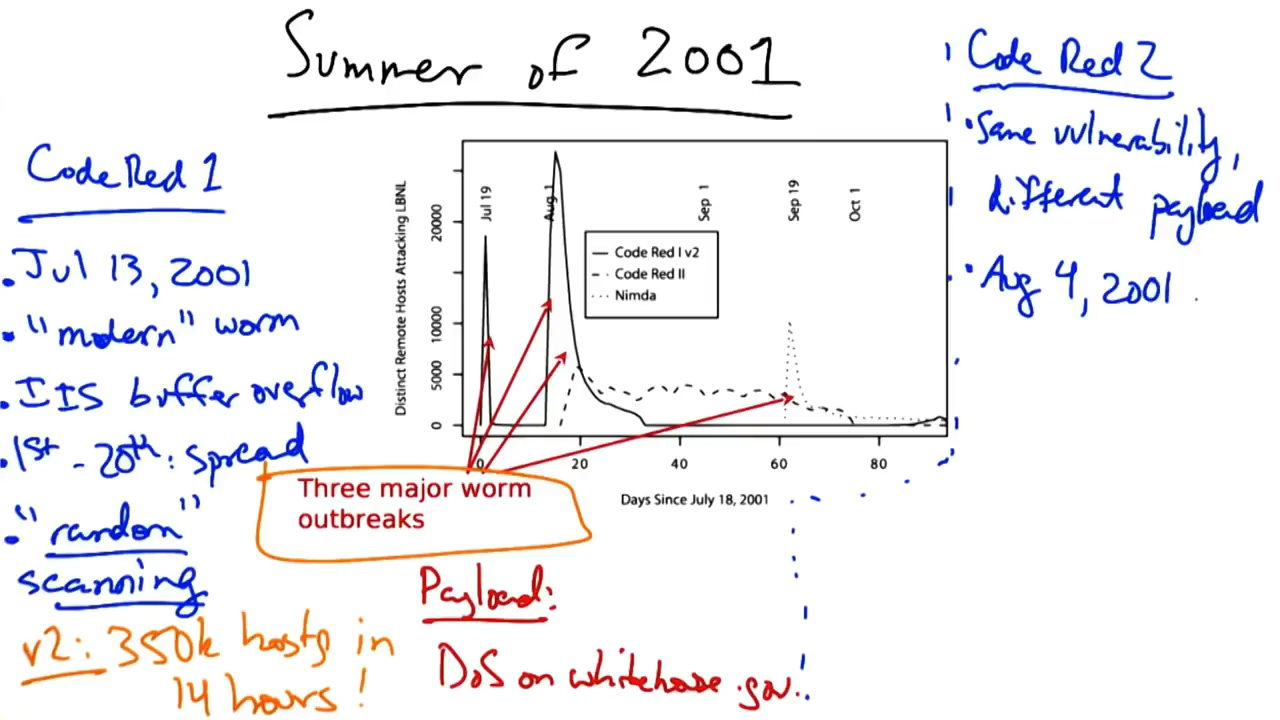 Summer of 2001
Code Red 1
• Jul 13, 2001
• "modern" worm
• IIS buffer overflow
• 1st - 20th: spread
• "random"
scanning
v2: 350k hosts in
14 hours!
Distinct Remote Hosts Attacking LBNL
0
5000
10000
20000
Jul 19
Aug 1
Sep 1
Sep 19
Oct 1
Code Red I v2
Code Red II
Nimda
0
20
40
60
80
Days Since July 18, 2001
Three major worm
outbreaks
Payload:
DoS on whitehouse.gov.
Code Red 2
• Same vulnerability,
different payload
• Aug 4, 2001